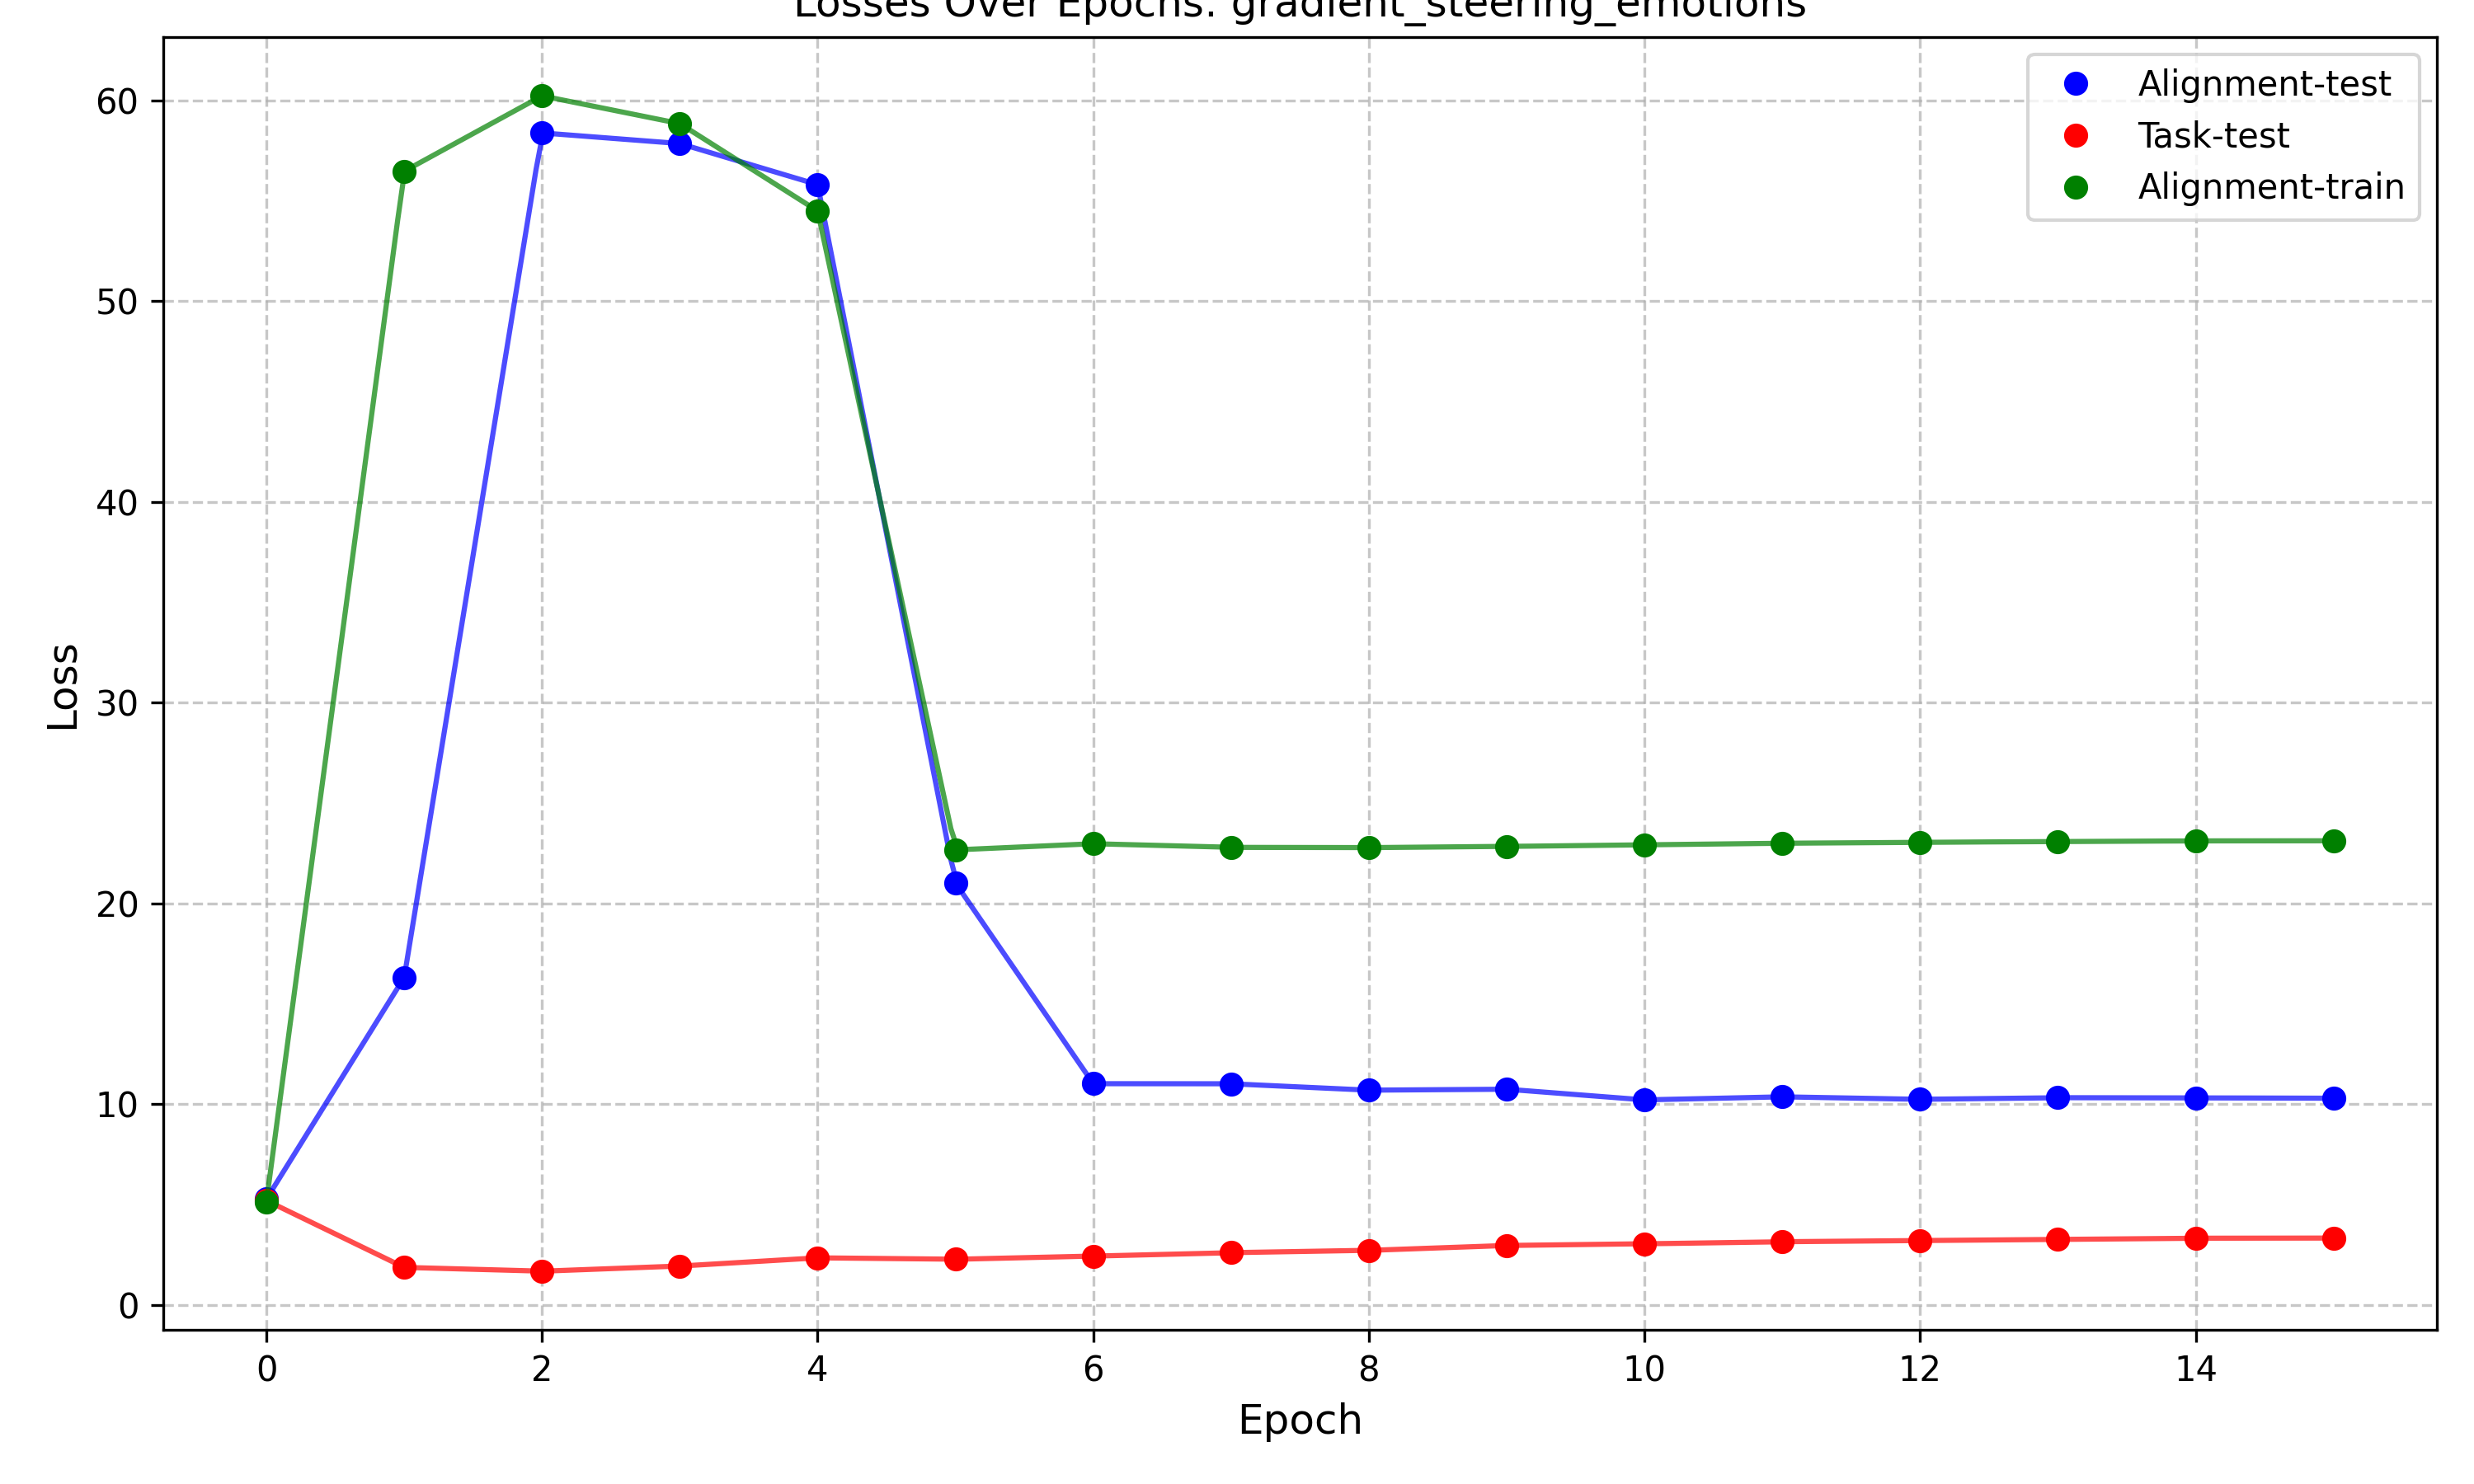 Losses Over Epochs: gradient_steering_emotions
Alignment-test
Task-test
Alignment-train
60
50
40
30
20
10
0
Loss
0 2 4 6 8 10 12 14
Epoch